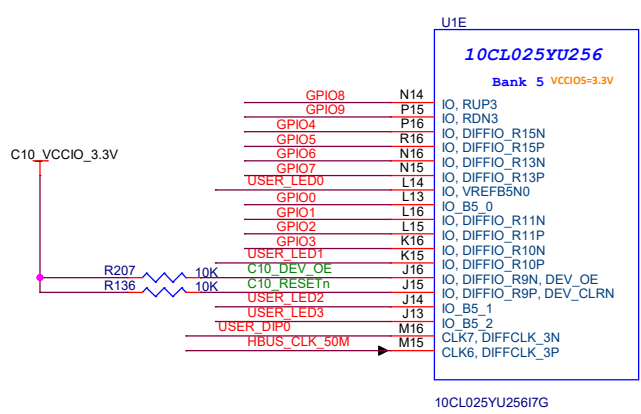 U1E
10CL025YU256
Bank 5 VCCIO5=3.3V
GPIO8 N14 IO, RUP3
GPIO9 P15 IO, RDN3
GPIO4 P16 IO, DIFFIO_R15N
GPIO5 R16 IO, DIFFIO_R15P
GPIO6 N16 IO, DIFFIO_R13N
GPIO7 N15 IO, DIFFIO_R13P
USER_LED0 L14 IO, VREFB5N0
GPIO0 L13 IO_B5_0
GPIO1 L16 IO, DIFFIO_R11N
GPIO2 L15 IO, DIFFIO_R11P
GPIO3 K16 IO, DIFFIO_R10N
USER_LED1 K15 IO, DIFFIO_R10P
C10_VCCIO_3.3V
R207 10K C10_DEV_OE J16 IO, DIFFIO_R9N, DEV_OE
R136 10K C10_RESETn J15 IO, DIFFIO_R9P, DEV_CLRN
USER_LED2 J14 IO_B5_1
USER_LED3 J13 IO_B5_2
USER_DIP0 M16 CLK7, DIFFCLK_3N
HBUS_CLK_50M M15 CLK6, DIFFCLK_3P
10CL025YU256I7G